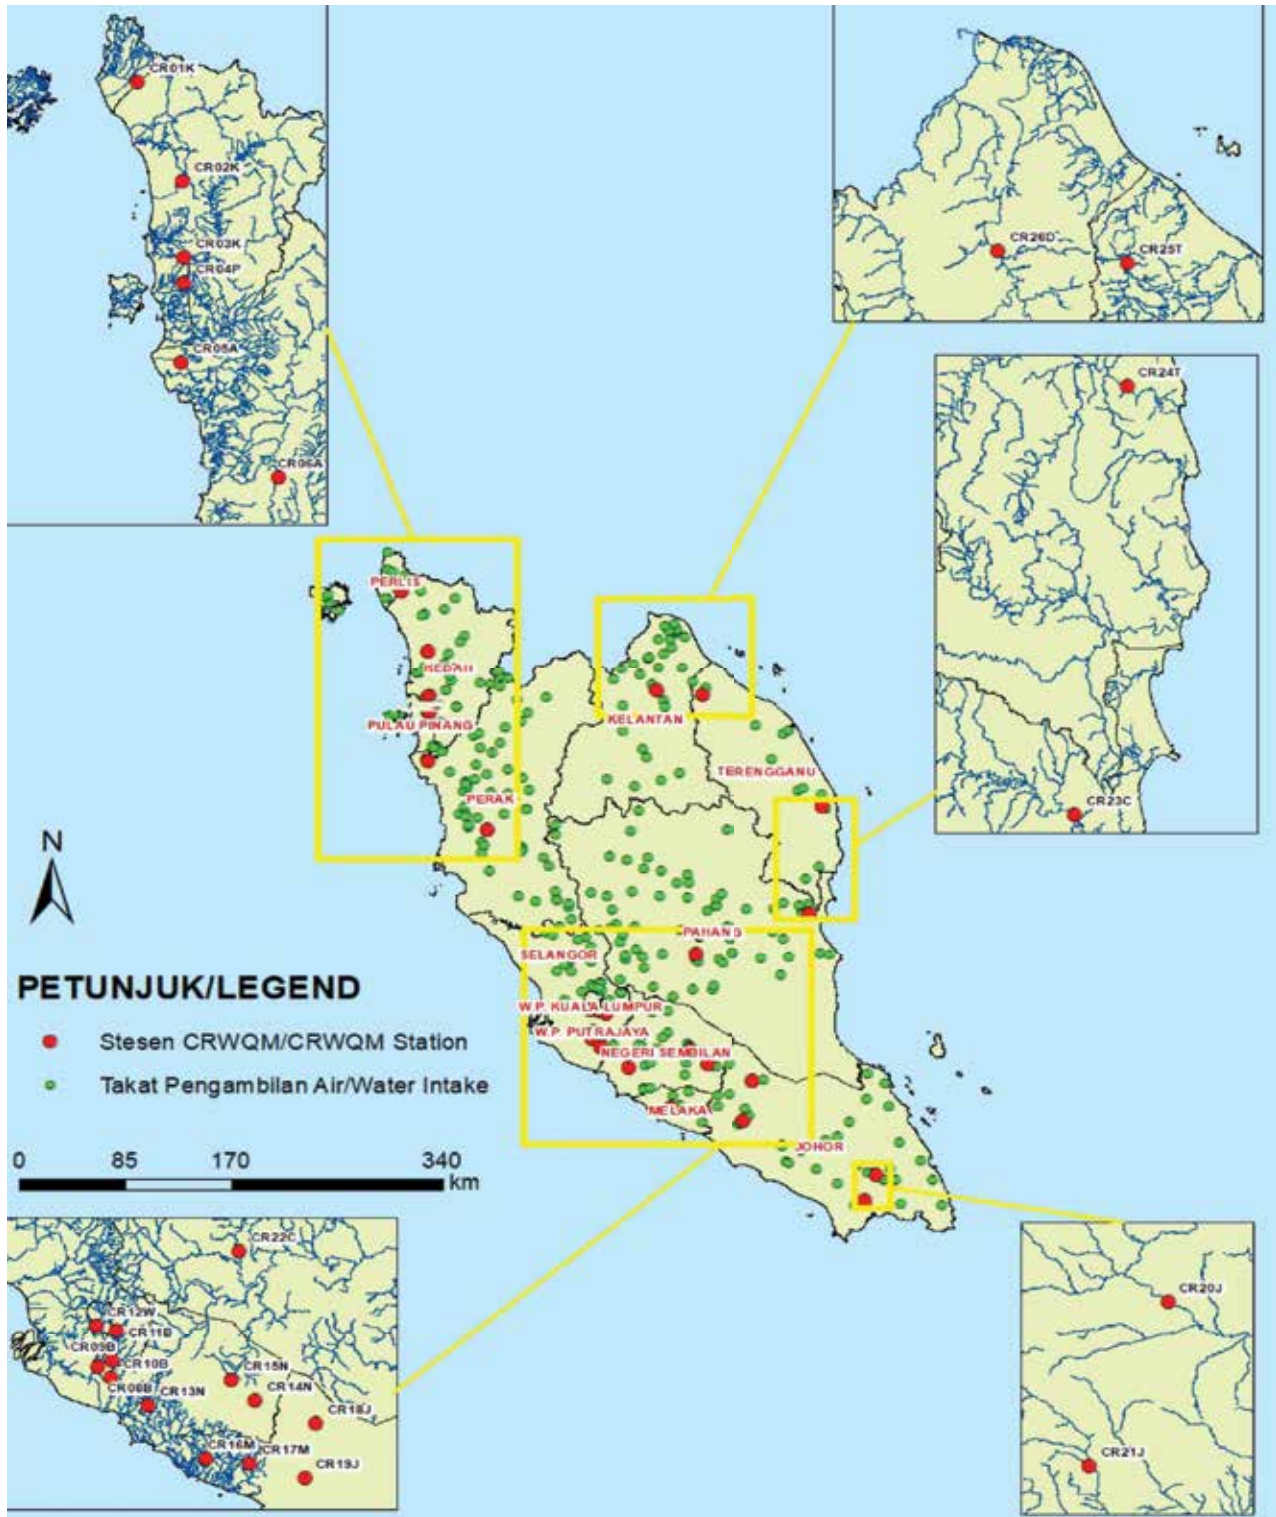 CR01K
CR02K
CR03K
CR04P
CR05A
CR06A
CR26D
CR25T
CR24T
CR23C
PERLIS
KEDAH
PULAU PINANG
PERAK
KELANTAN
TERENGGANU
PAHANG
SELANGOR
W.P. KUALA LUMPUR
W.P. PUTRAJAYA
NEGERI SEMBILAN
MELAKA
JOHOR
N
PETUNJUK/LEGEND
Stesen CRWQM/CRWQM Station
Takat Pengambilan Air/Water Intake
0 85 170 340
km
CR22C
CR12W
CR11B
CR09B
CR10B
CR08B
CR13N
CR15N
CR14N
CR18J
CR16M
CR17M
CR19J
CR20J
CR21J